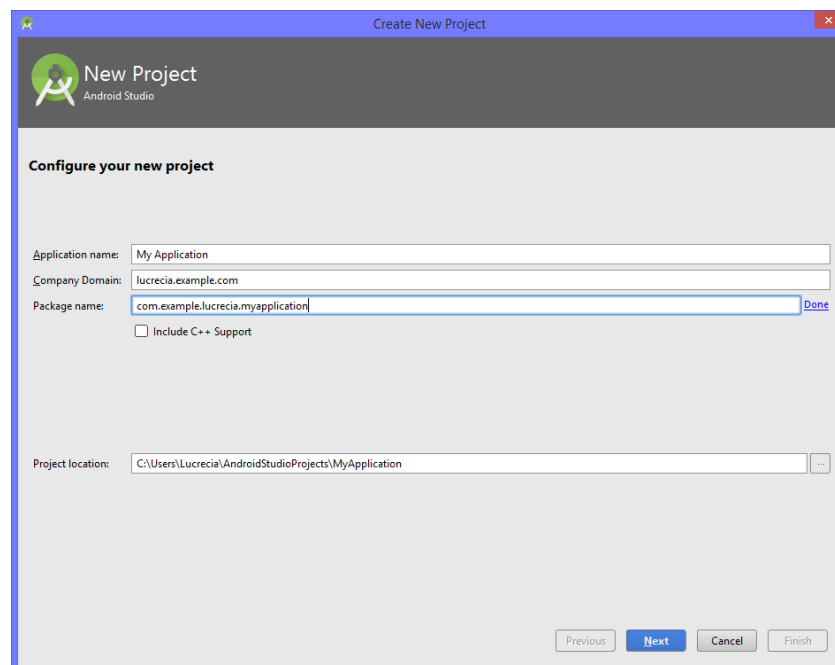 Create New Project
New Project
Android Studio
Configure your new project
Application name: My Application
Company Domain: lucrecia.example.com
Package name: com.example.lucrecia.myapplication Done
Include C++ Support
Project location: C:\Users\Lucrecia\AndroidStudioProjects\MyApplication ...
Previous Next Cancel Finish